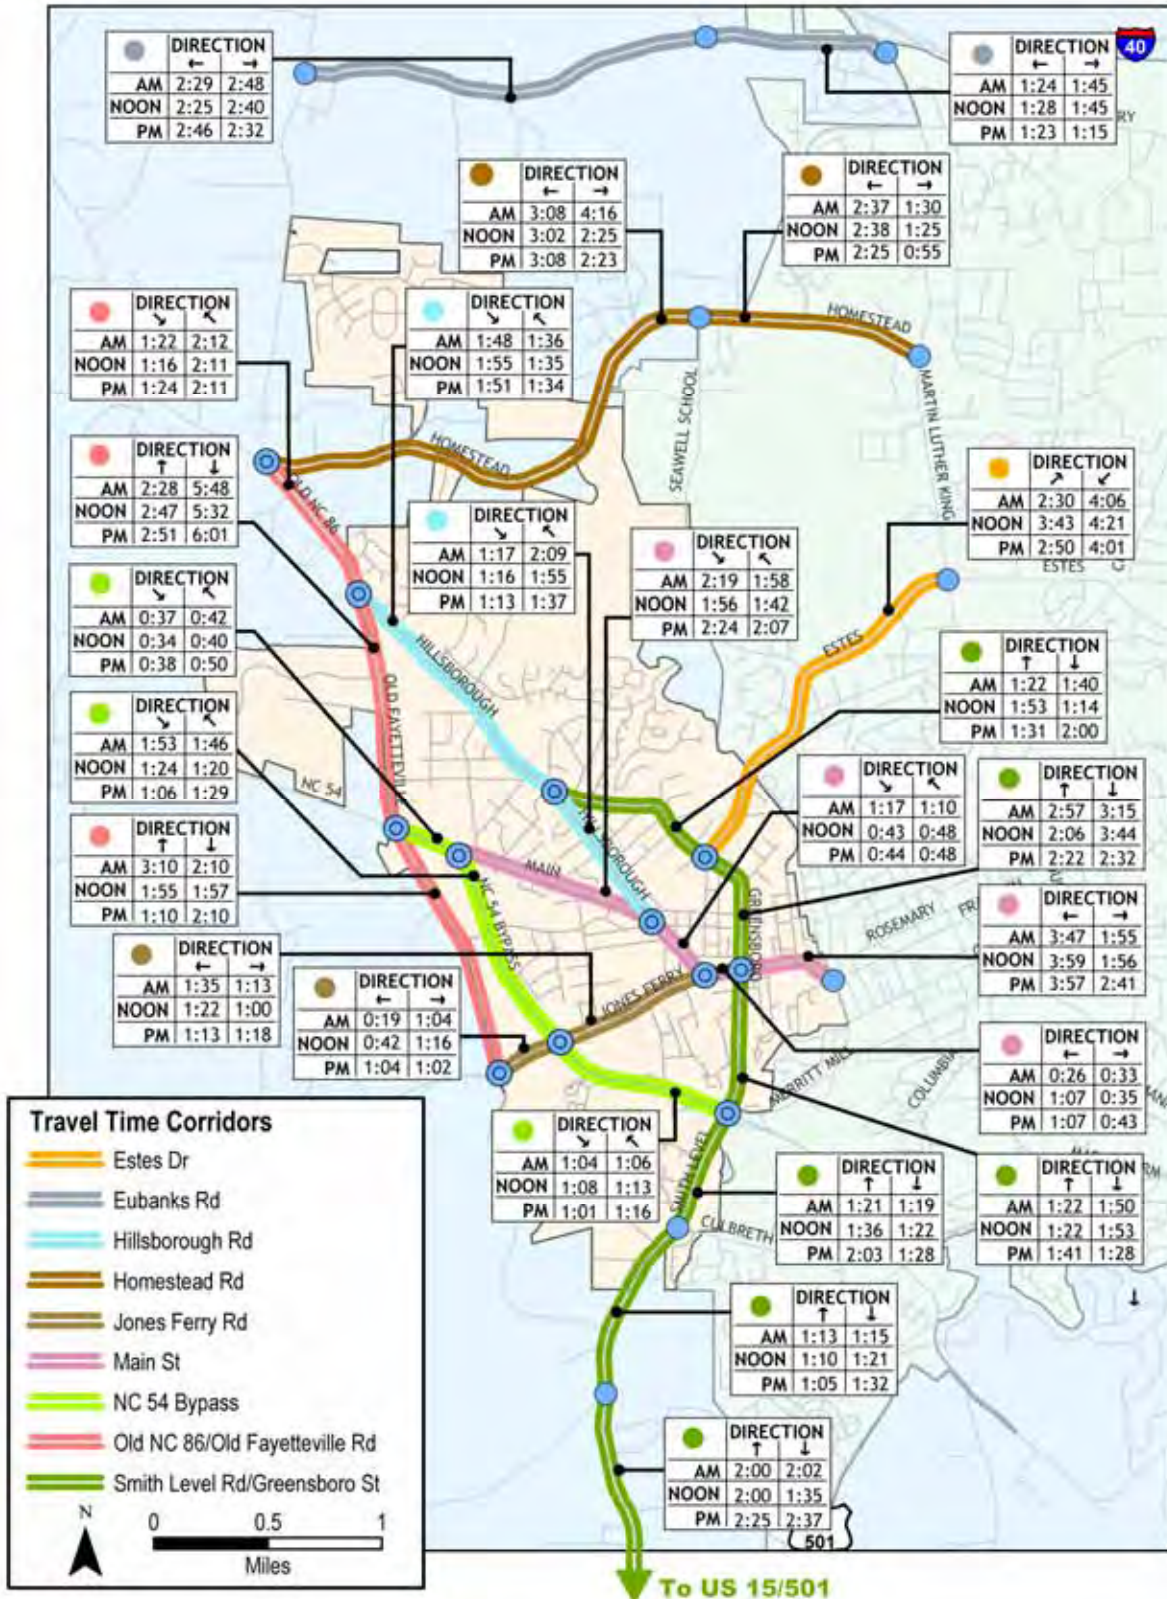 DIRECTION
← →
AM 2:29 2:48
NOON 2:25 2:40
PM 2:46 2:32
DIRECTION
← →
AM 1:24 1:45
NOON 1:28 1:45
PM 1:23 1:15
40
DIRECTION
← →
AM 3:08 4:16
NOON 3:02 2:25
PM 3:08 2:23
DIRECTION
← →
AM 2:37 1:30
NOON 2:38 1:25
PM 2:25 0:55
DIRECTION
↘ ↖
AM 1:22 2:12
NOON 1:16 2:11
PM 1:24 2:11
DIRECTION
↘ ↖
AM 1:48 1:36
NOON 1:55 1:35
PM 1:51 1:34
HOMESTEAD
SEAWELL SCHOOL
MARTIN LUTHER KING
HOMESTEAD
OLD NC 86
DIRECTION
↑ ↓
AM 2:28 5:48
NOON 2:47 5:32
PM 2:51 6:01
DIRECTION
↗ ↙
AM 2:30 4:06
NOON 3:43 4:21
PM 2:50 4:01
ESTES
DIRECTION
↘ ↖
AM 1:17 2:09
NOON 1:16 1:55
PM 1:13 1:37
DIRECTION
↘ ↖
AM 2:19 1:58
NOON 1:56 1:42
PM 2:24 2:07
DIRECTION
↘ ↖
AM 0:37 0:42
NOON 0:34 0:40
PM 0:38 0:50
HILLSBOROUGH
ESTES
OLD FAYETTEVILLE
DIRECTION
↑ ↓
AM 1:22 1:40
NOON 1:53 1:14
PM 1:31 2:00
DIRECTION
↘ ↖
AM 1:53 1:46
NOON 1:24 1:20
PM 1:06 1:29
NC 54
DIRECTION
↘ ↖
AM 1:17 1:10
NOON 0:43 0:48
PM 0:44 0:48
DIRECTION
↑ ↓
AM 2:57 3:15
NOON 2:06 3:44
PM 2:22 2:32
DIRECTION
↑ ↓
AM 3:10 2:10
NOON 1:55 1:57
PM 1:10 2:10
HILLSBOROUGH
MAIN
NC 54 BYPASS
GREENSBORO
ROSEMARY
DIRECTION
← →
AM 3:47 1:55
NOON 3:59 1:56
PM 3:57 2:41
DIRECTION
← →
AM 1:35 1:13
NOON 1:22 1:00
PM 1:13 1:18
DIRECTION
← →
AM 0:19 1:04
NOON 0:42 1:16
PM 1:04 1:02
JONES FERRY
MERRITT MILL
DIRECTION
← →
AM 0:26 0:33
NOON 1:07 0:35
PM 1:07 0:43
DIRECTION
↘ ↖
AM 1:04 1:06
NOON 1:08 1:13
PM 1:01 1:16
SMITH LEVEL
CULBRETH
DIRECTION
↑ ↓
AM 1:21 1:19
NOON 1:36 1:22
PM 2:03 1:28
DIRECTION
↑ ↓
AM 1:22 1:50
NOON 1:22 1:53
PM 1:41 1:28
DIRECTION
↑ ↓
AM 1:13 1:15
NOON 1:10 1:21
PM 1:05 1:32
DIRECTION
↑ ↓
AM 2:00 2:02
NOON 2:00 1:35
PM 2:25 2:37
501
To US 15/501
Travel Time Corridors
Estes Dr
Eubanks Rd
Hillsborough Rd
Homestead Rd
Jones Ferry Rd
Main St
NC 54 Bypass
Old NC 86/Old Fayetteville Rd
Smith Level Rd/Greensboro St
N
0 0.5 1
Miles